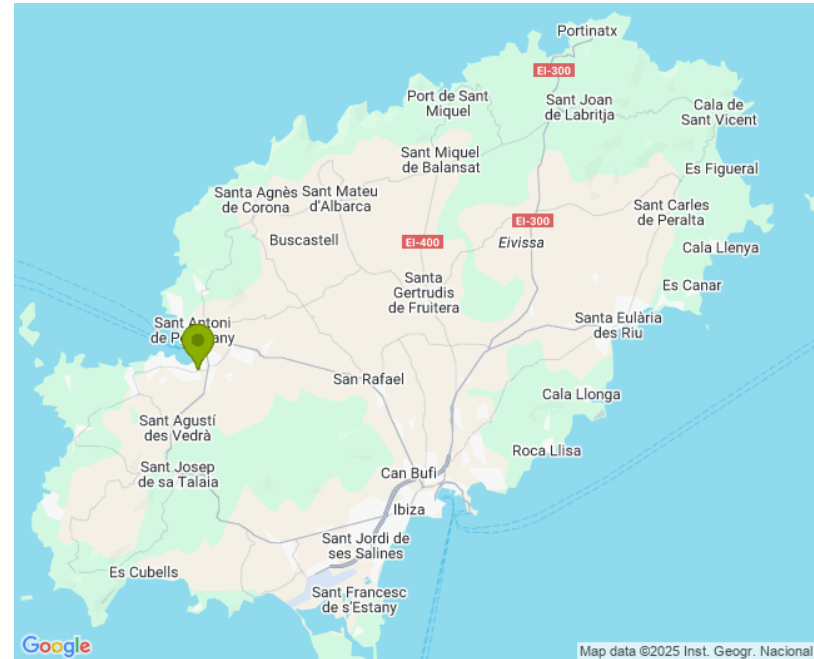 Portinatx
EI-300
Port de Sant
Miquel
Sant Joan
de Labritja
Cala de
Sant Vicent
Sant Miquel
de Balansat
Es Figueral
Santa Agnès
de Corona
Sant Mateu
d'Albarca
Sant Carles
de Peralta
EI-300
Buscastell
EI-400
Eivissa
Cala Llenya
Santa
Gertrudis
de Fruitera
Es Canar
Sant Antoni
de P
any
Santa Eulària
des Riu
San Rafael
Cala Llonga
Sant Agustí
des Vedrà
Roca Llisa
Sant Josep
de sa Talaia
Can Bufi
Ibiza
Sant Jordi de
ses Salines
Es Cubells
Sant Francesc
de s'Estany
Google
Map data ©2025 Inst. Geogr. Nacional